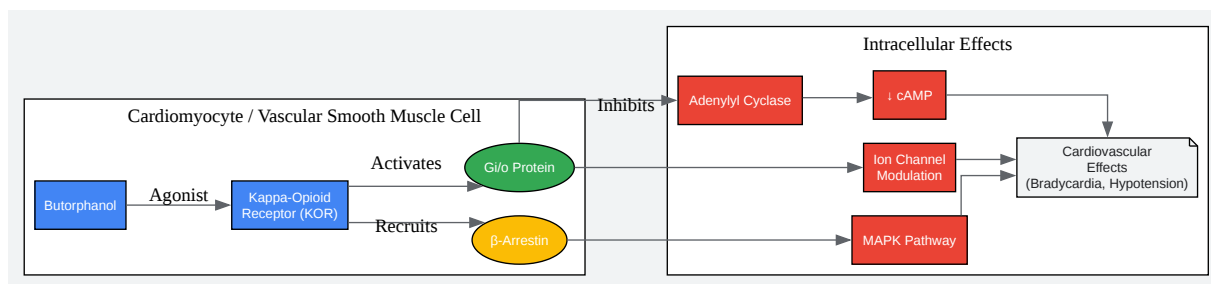 Intracellular Effects
Cardiomyocyte / Vascular Smooth Muscle Cell
Butorphanol
Agonist
Kappa-Opioid
Receptor (KOR)
Activates
Recruits
Gi/o Protein
β-Arrestin
Inhibits
Adenylyl Cyclase
↓ cAMP
Ion Channel
Modulation
MAPK Pathway
Cardiovascular
Effects
(Bradycardia, Hypotension)